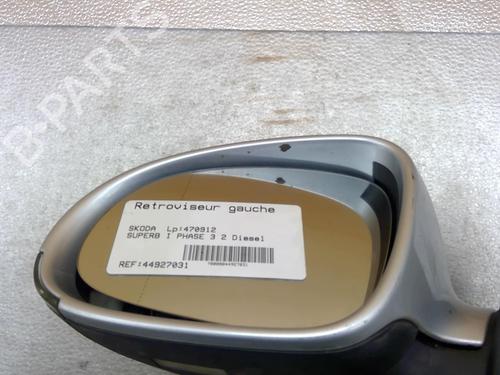 B-PARTS
Retroviseur gauche
SKODA Lp:470912
SUPERB I PHASE 3 2 Diesel
REF:44927031